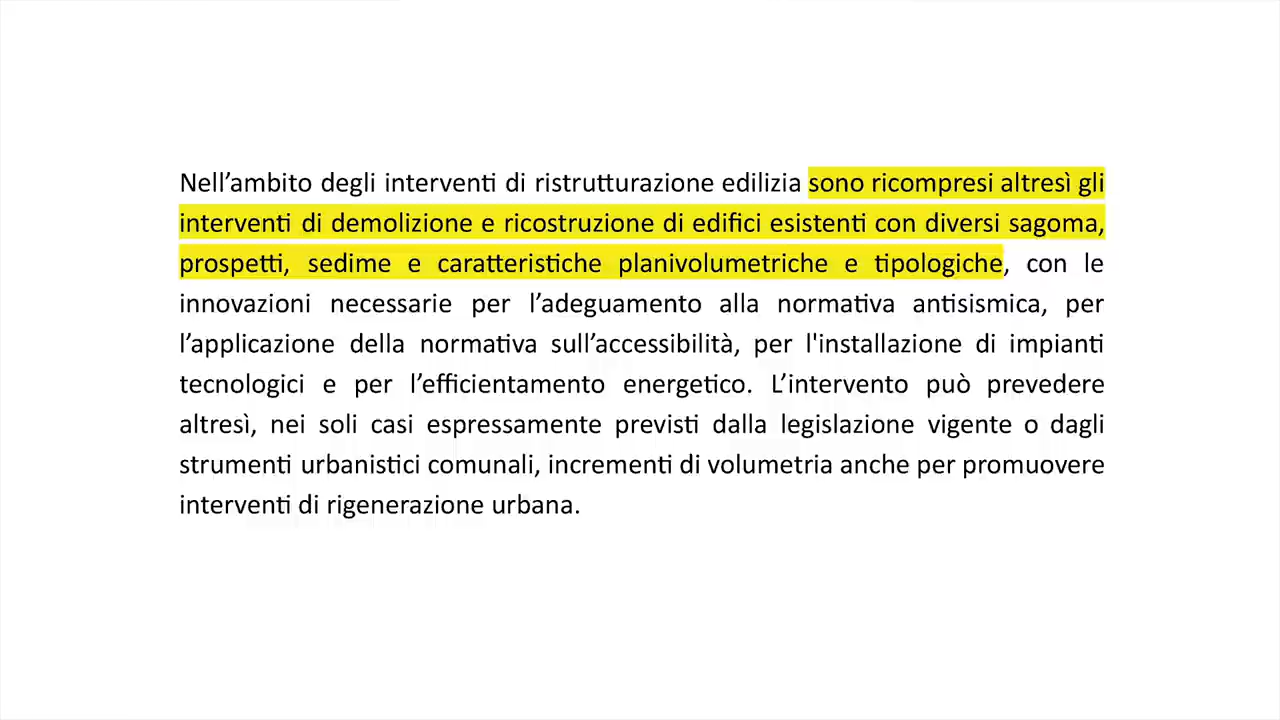 Nell’ambito degli interventi di ristrutturazione edilizia sono ricompresi altresì gli
interventi di demolizione e ricostruzione di edifici esistenti con diversi sagoma,
prospetti, sedime e caratteristiche planivolumetriche e tipologiche, con le
innovazioni necessarie per l’adeguamento alla normativa antisismica, per
l’applicazione della normativa sull’accessibilità, per l'installazione di impianti
tecnologici e per l’efficientamento energetico. L’intervento può prevedere
altresì, nei soli casi espressamente previsti dalla legislazione vigente o dagli
strumenti urbanistici comunali, incrementi di volumetria anche per promuovere
interventi di rigenerazione urbana.